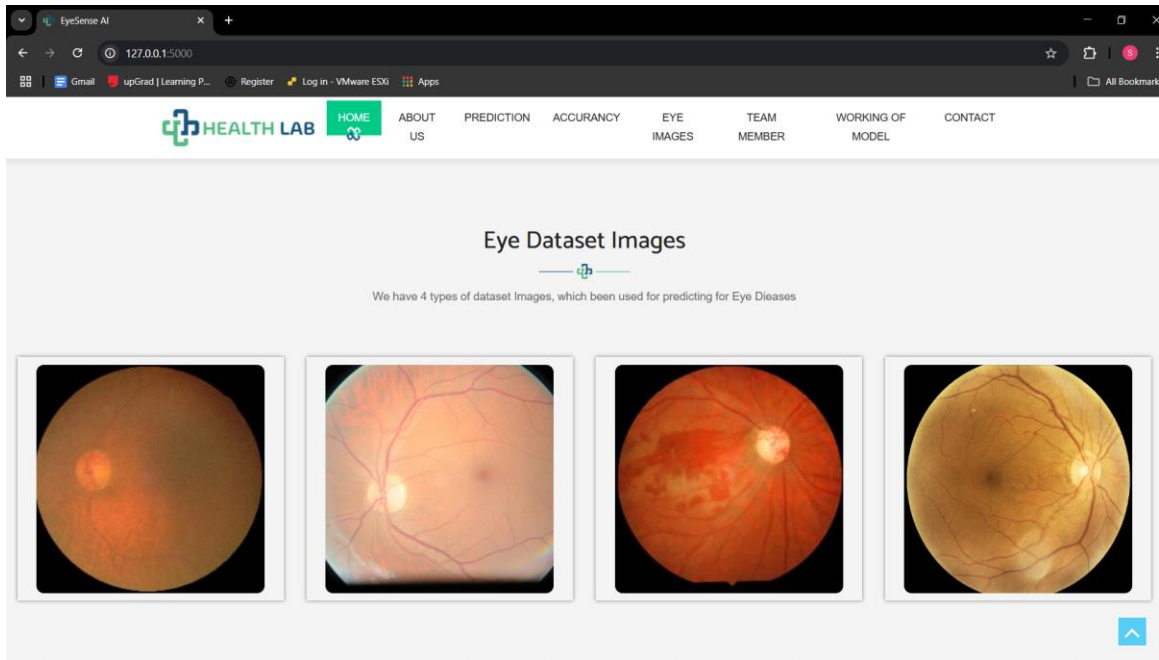 EyeSense AI
127.0.0.1:5000
Gmail upGrad | Learning P... Register Log in - VMware ESXi Apps All Bookmark
HEALTH LAB
HOME ABOUT PREDICTION ACCURANCY EYE TEAM WORKING OF CONTACT
US IMAGES MEMBER MODEL
Eye Dataset Images
We have 4 types of dataset Images, which been used for predicting for Eye Dieases